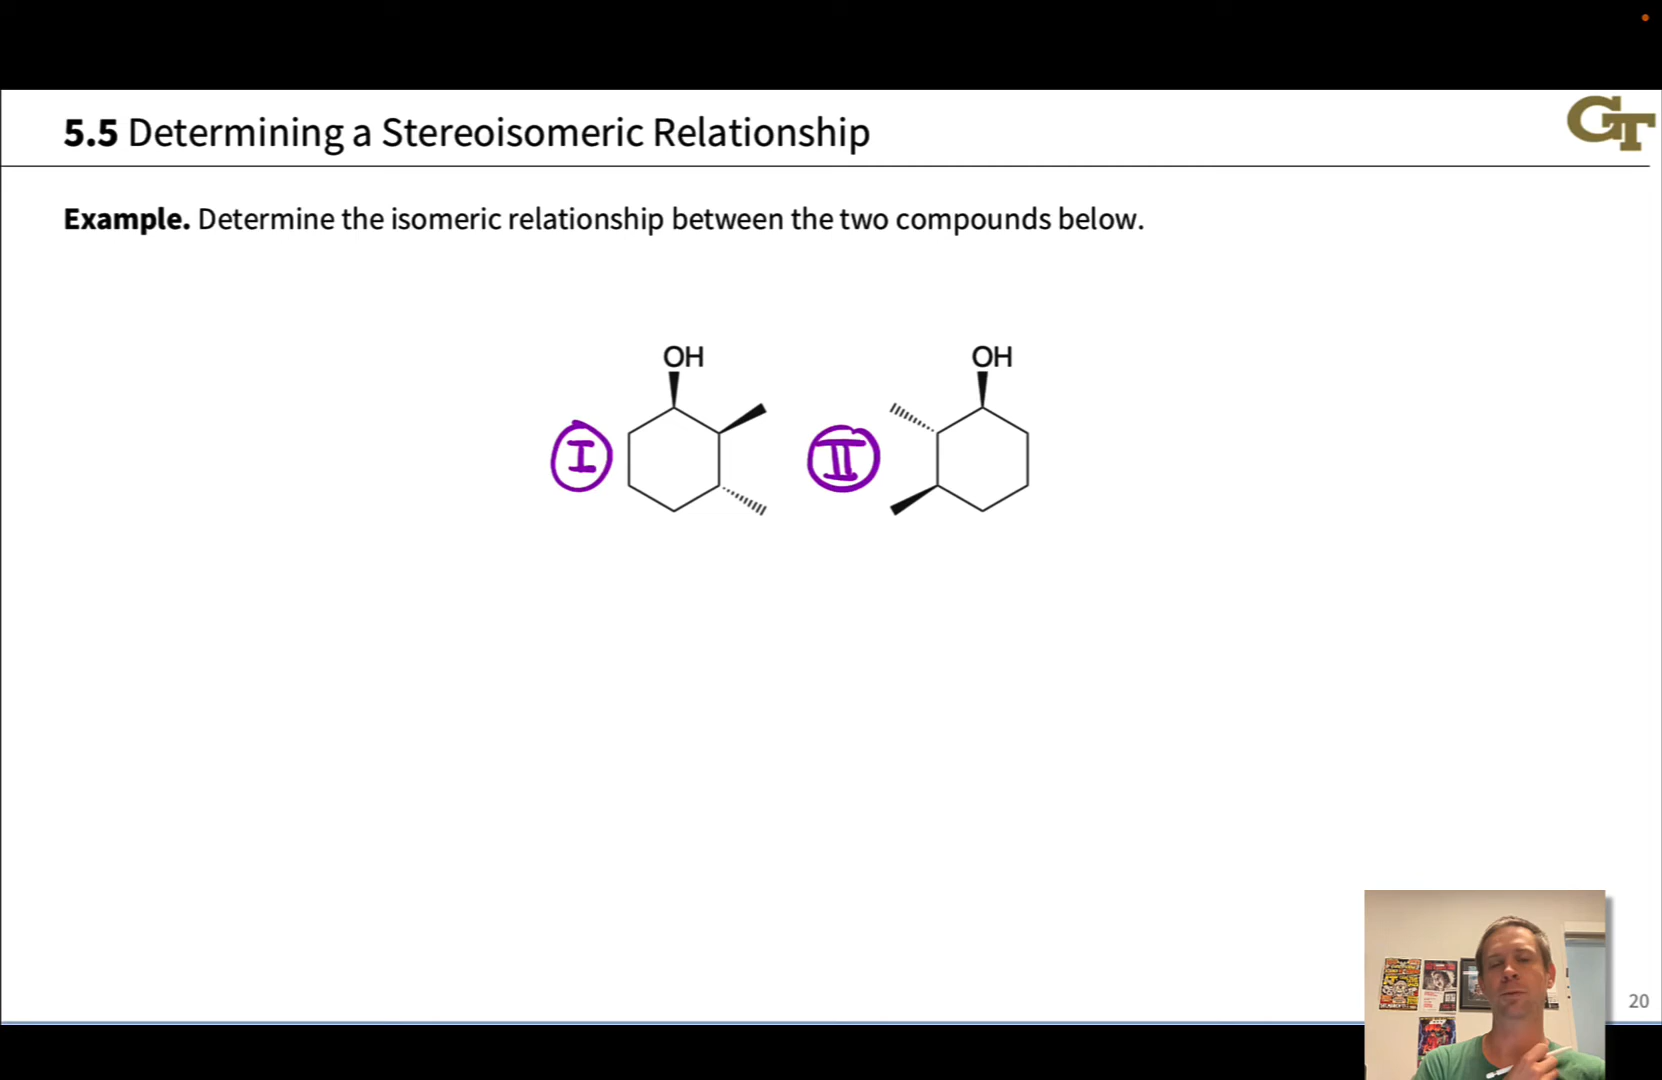 GT
5.5 Determining a Stereoisomeric Relationship
Example. Determine the isomeric relationship between the two compounds below.
OH OH
I II
20